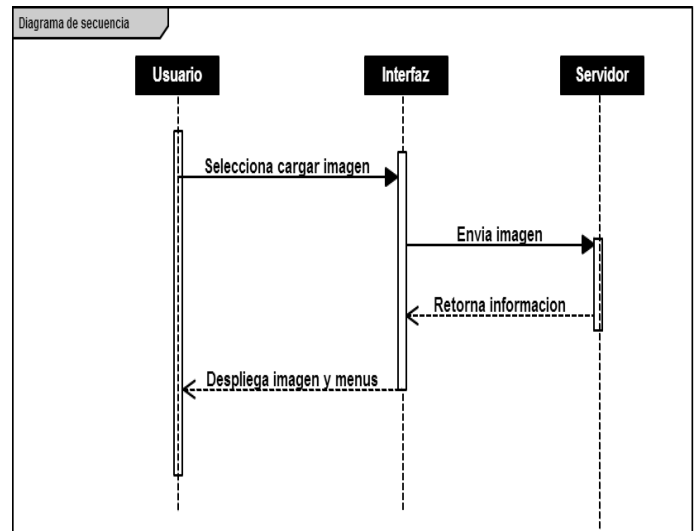 Diagrama de secuencia
Usuario
Interfaz
Servidor
Selecciona cargar imagen
Envia imagen
Retorna informacion
Despliega imagen y menus